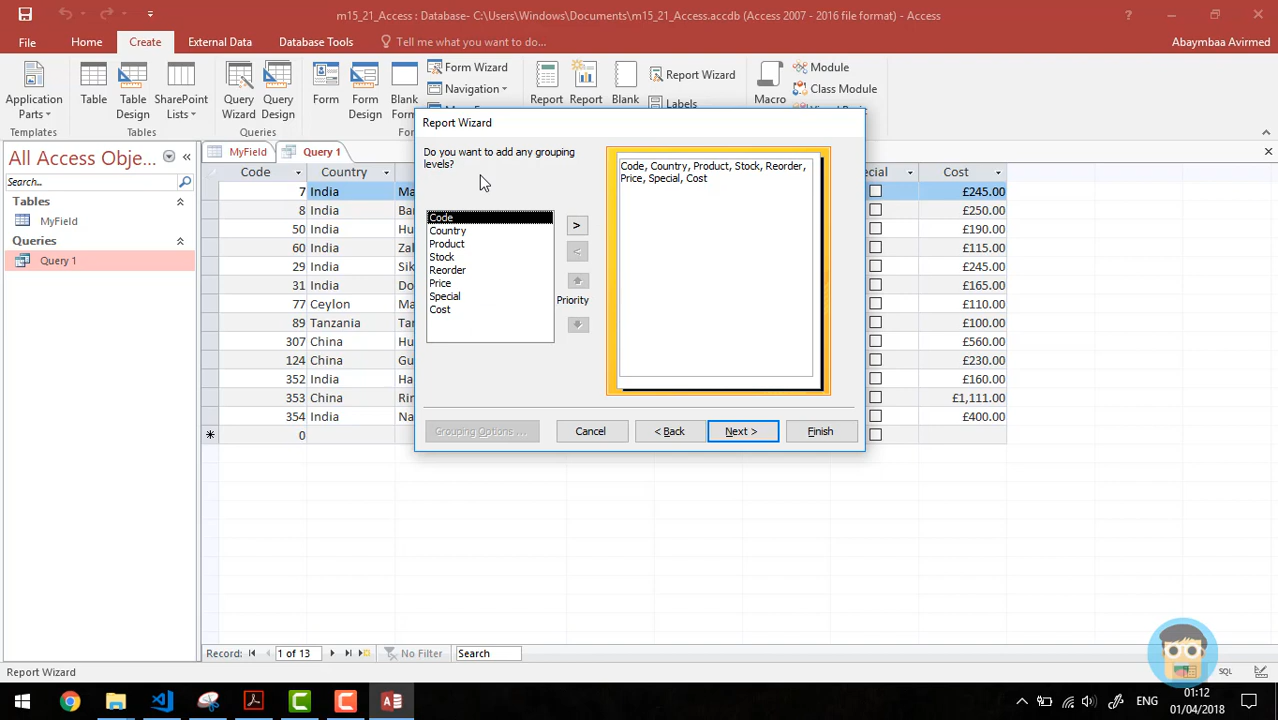 m15_21_Access : Database- C:\Users\Windows\Documents\m15_21_Access.accdb (Access 2007 - 2016 file format) - Access
File Home Create External Data Database Tools Tell me what you want to do... Abaymbaa Avirmed
Application Parts
Templates
Table
Table Design
SharePoint Lists
Tables
Query Wizard
Query Design
Queries
Form
Form Design
Blank
Form Wizard
Navigation
Report
Report
Blank
Report Wizard
Labels
Macro
Module
Class Module
All Access Obje...
Search...
Tables
MyField
Queries
Query 1
MyField Query 1
Code Country Cost
7 India £245.00
8 India £250.00
50 India £190.00
60 India £115.00
29 India £245.00
31 India £165.00
77 Ceylon £110.00
89 Tanzania £100.00
307 China £560.00
124 China £230.00
352 India £160.00
353 China £1,111.00
354 India £400.00
0
Report Wizard
Do you want to add any grouping
levels?
Code
Country
Product
Stock
Reorder
Price
Special
Cost
>
<
Priority
Code, Country, Product, Stock, Reorder,
Price, Special, Cost
Grouping Options ... Cancel < Back Next > Finish
Record: 1 of 13 No Filter Search
Report Wizard SQL
ENG 01:12
01/04/2018